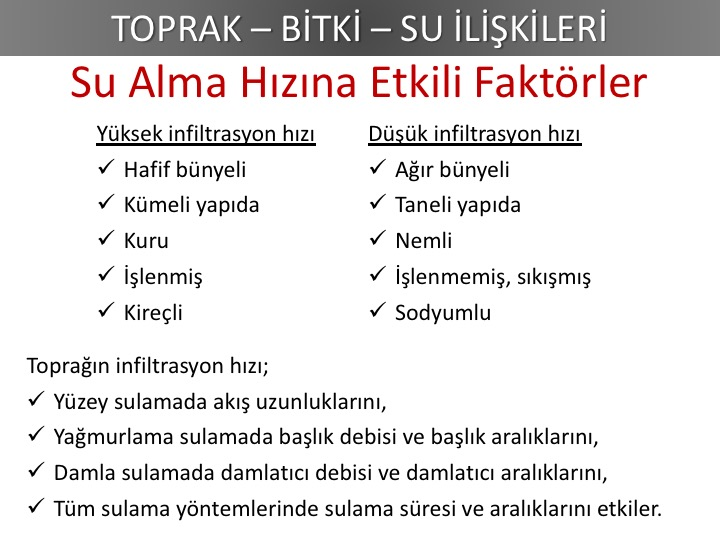 TOPRAK – BİTKİ – SU İLİŞKİLERİ
Su Alma Hızına Etkili Faktörler
Yüksek infiltrasyon hızı
✓ Hafif bünyeli
✓ Kümeli yapıda
✓ Kuru
✓ İşlenmiş
✓ Kireçli
Düşük infiltrasyon hızı
✓ Ağır bünyeli
✓ Taneli yapıda
✓ Nemli
✓ İşlenmemiş, sıkışmış
✓ Sodyumlu
Toprağın infiltrasyon hızı;
✓ Yüzey sulamada akış uzunluklarını,
✓ Yağmurlama sulamada başlık debisi ve başlık aralıklarını,
✓ Damla sulamada damlatıcı debisi ve damlatıcı aralıklarını,
✓ Tüm sulama yöntemlerinde sulama süresi ve aralıklarını etkiler.